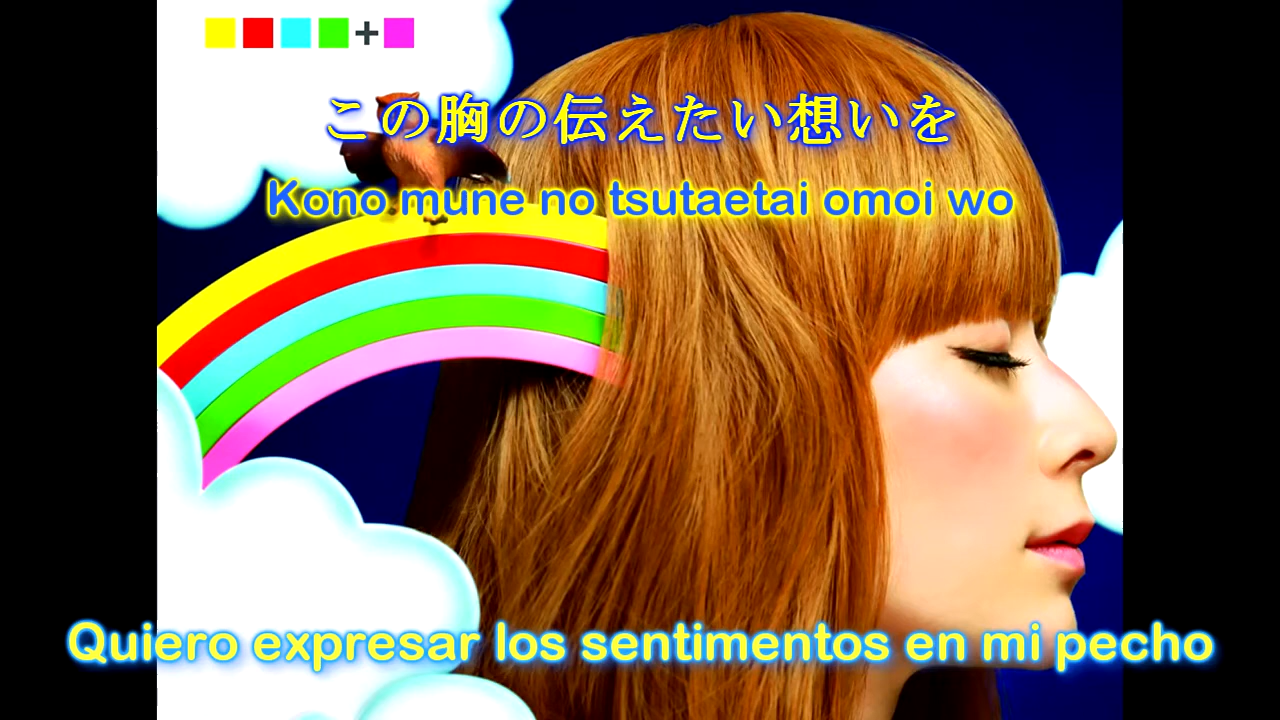 この胸の伝えたい想いを
Kono mune no tsutaetai omoi wo
Quiero expresar los sentimentos en mi pecho